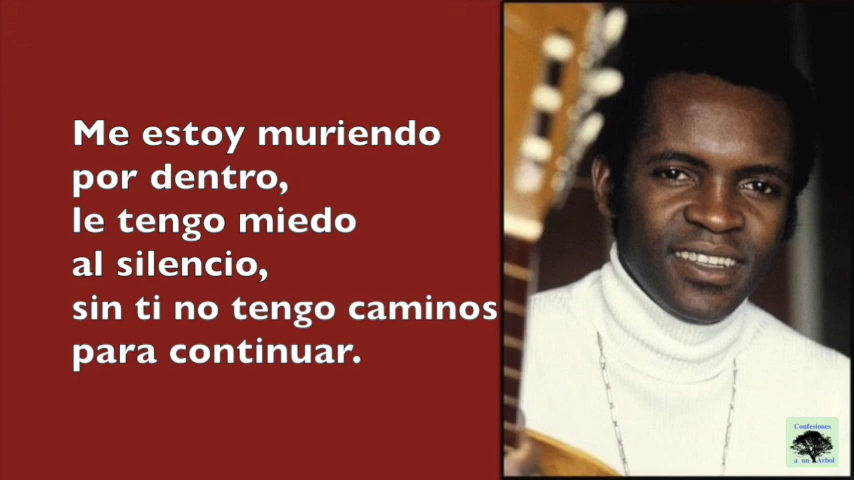 Me estoy muriendo
por dentro,
le tengo miedo
al silencio,
sin ti no tengo caminos
para continuar.
Confesiones
a un Arbol